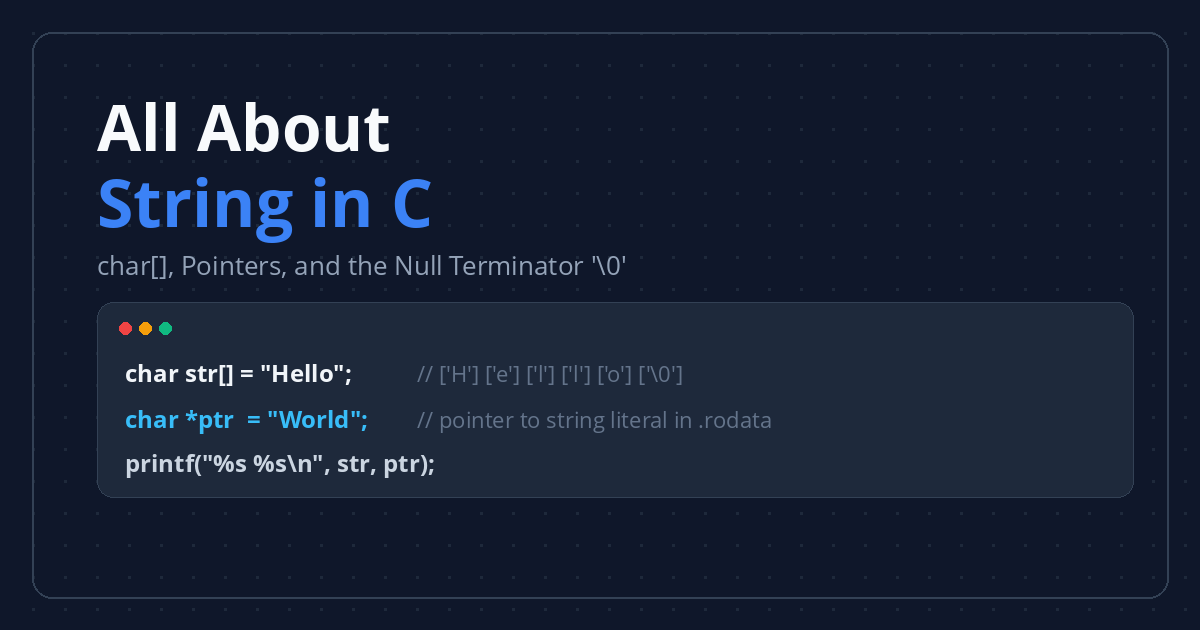 All About
String in C
char[], Pointers, and the Null Terminator '\0'
char str[] = "Hello"; // ['H'] ['e'] ['l'] ['l'] ['o'] ['\0']
char *ptr  = "World"; // pointer to string literal in .rodata
printf("%s %s\n", str, ptr);